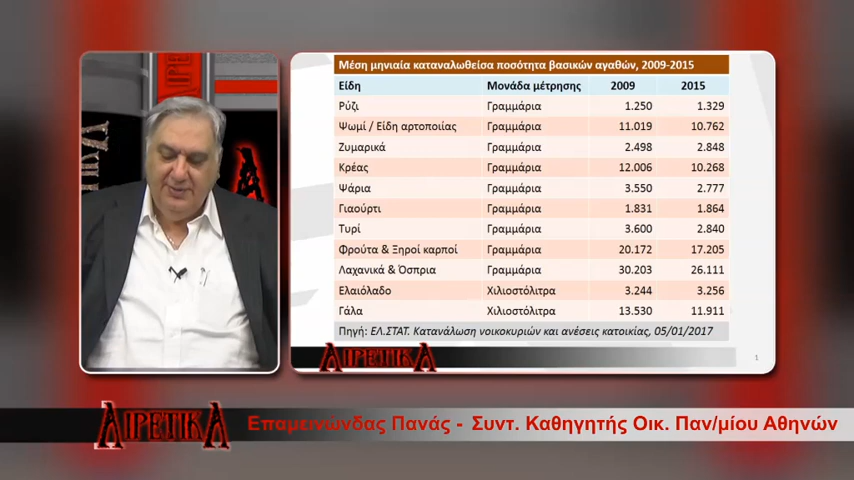 Μέση μηνιαία καταναλωθείσα ποσότητα βασικών αγαθών, 2009-2015
Είδη Μονάδα μέτρησης 2009 2015
Ρύζι Γραμμάρια 1.250 1.329
Ψωμί / Είδη αρτοποιίας Γραμμάρια 11.019 10.762
Ζυμαρικά Γραμμάρια 2.498 2.848
Κρέας Γραμμάρια 12.006 10.268
Ψάρια Γραμμάρια 3.550 2.777
Γιαούρτι Γραμμάρια 1.831 1.864
Τυρί Γραμμάρια 3.600 2.840
Φρούτα & Ξηροί καρποί Γραμμάρια 20.172 17.205
Λαχανικά & Όσπρια Γραμμάρια 30.203 26.111
Ελαιόλαδο Χιλιοστόλιτρα 3.244 3.256
Γάλα Χιλιοστόλιτρα 13.530 11.911
Πηγή: ΕΛ.ΣΤΑΤ. Κατανάλωση νοικοκυριών και ανέσεις κατοικίας, 05/01/2017
ΑΙΡΕΤΙΚΑ
1
ΑΙΡΕΤΙΚΑ
Επαμεινώνδας Πανάς - Συντ. Καθηγητής Οικ. Παν/μίου Αθηνών